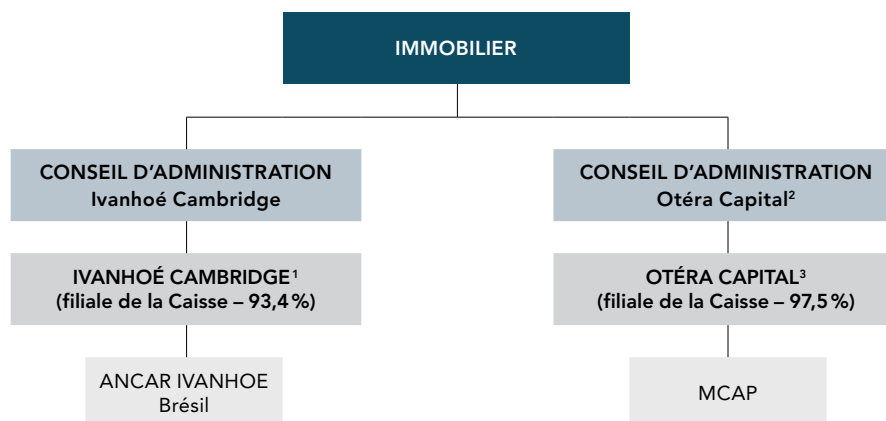 IMMOBILIER
CONSEIL D'ADMINISTRATION
Ivanhoé Cambridge
CONSEIL D'ADMINISTRATION
Otéra Capital²
IVANHOÉ CAMBRIDGE¹
(filiale de la Caisse – 93,4 %)
OTÉRA CAPITAL³
(filiale de la Caisse – 97,5 %)
ANCAR IVANHOE
Brésil
MCAP